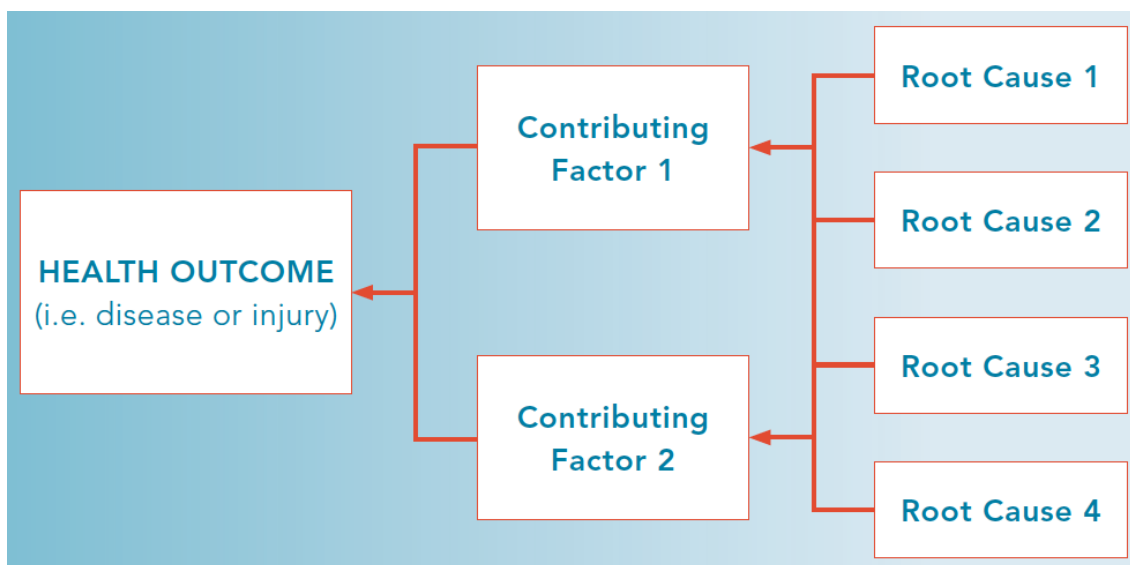 HEALTH OUTCOME
(i.e. disease or injury)
Contributing
Factor 1
Contributing
Factor 2
Root Cause 1
Root Cause 2
Root Cause 3
Root Cause 4